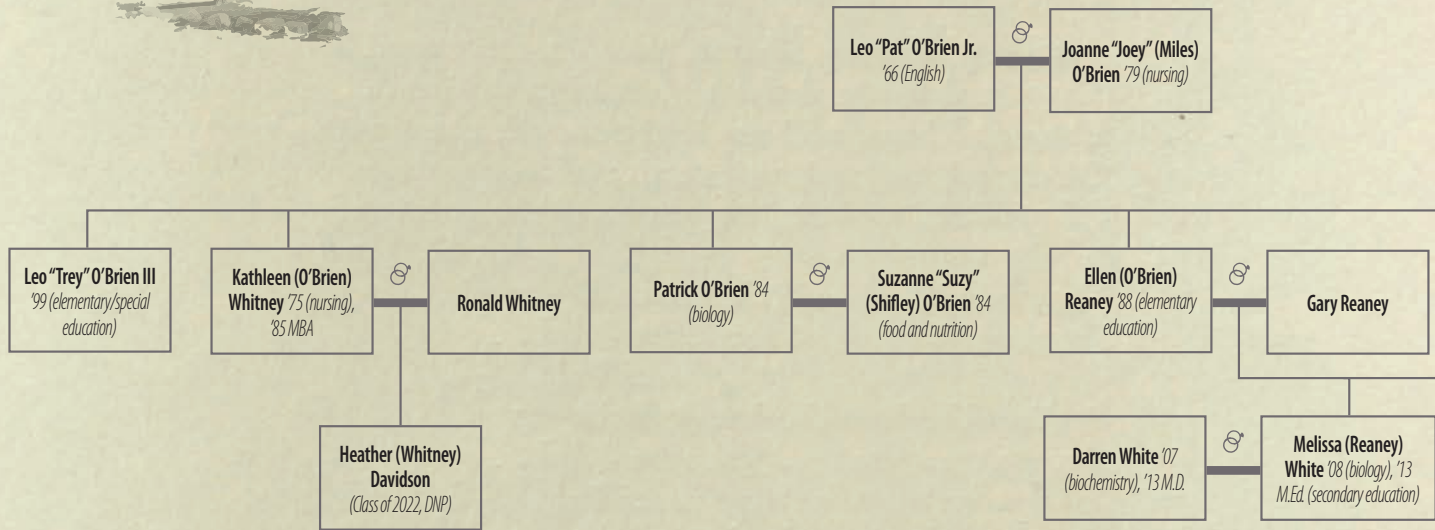 Leo “Pat” O’Brien Jr.
’66 (English)
Joanne “Joey” (Miles)
O’Brien ’79 (nursing)
Leo “Trey” O’Brien III
’99 (elementary/special
education)
Kathleen (O’Brien)
Whitney ’75 (nursing),
’85 MBA
Ronald Whitney
Patrick O’Brien ’84
(biology)
Suzanne “Suzy”
(Shifley) O’Brien ’84
(food and nutrition)
Ellen (O’Brien)
Reaney ’88 (elementary
education)
Gary Reaney
Heather (Whitney)
Davidson
(Class of 2022, DNP)
Darren White ’07
(biochemistry), ’13 M.D.
Melissa (Reaney)
White ’08 (biology), ’13
M.Ed. (secondary education)